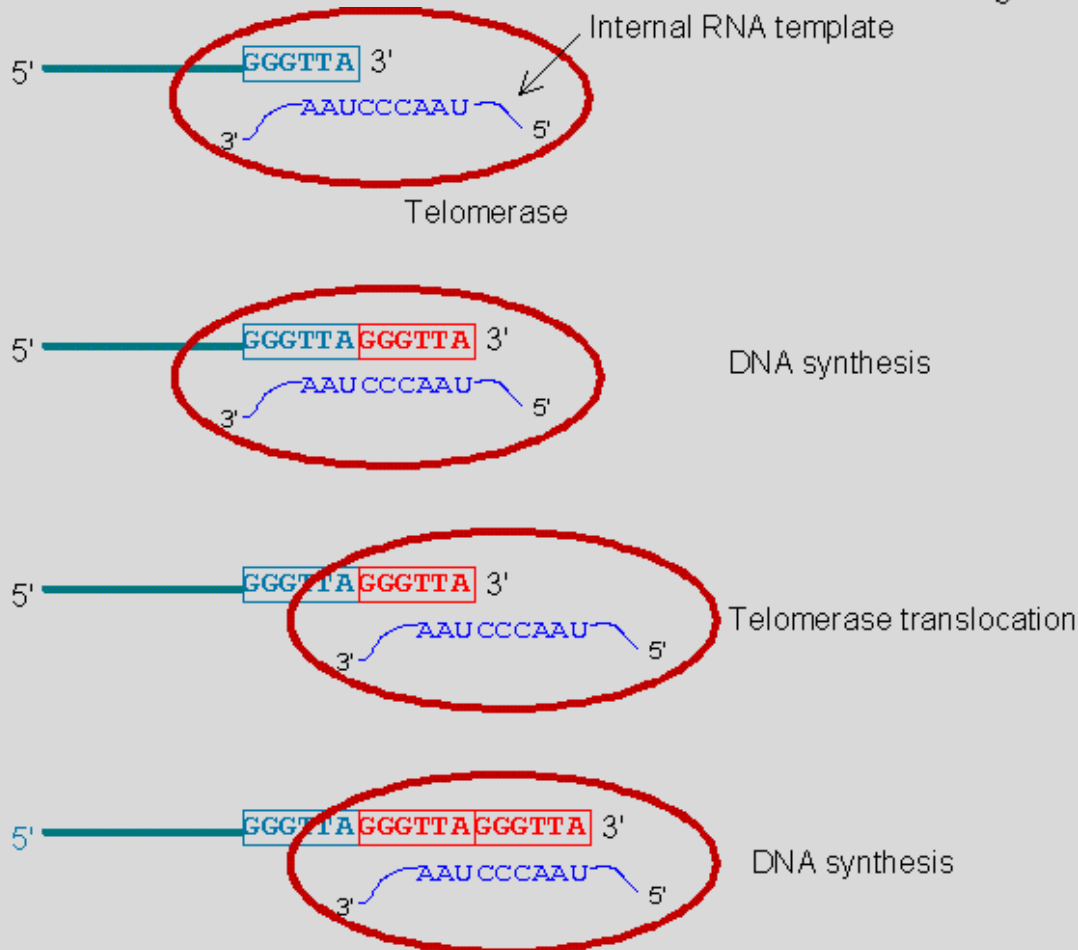 Internal RNA template
5' GGGTTA 3'
AAUCCCAAU
3' 5'
Telomerase
5' GGGTTAGGGTTA 3'
DNA synthesis
AAUCCCAAU
3' 5'
5' GGGTTAGGGTTA 3'
Telomerase translocation
AAUCCCAAU
3' 5'
5' GGGTTAGGGTTAGGGTTA 3'
DNA synthesis
AAUCCCAAU
3' 5'